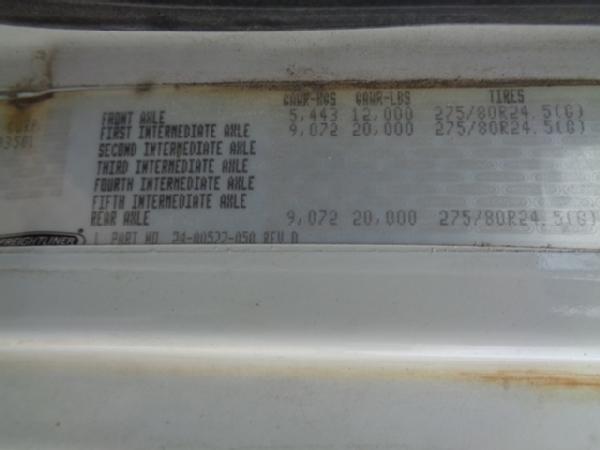 GAWR-KGS GAWR-LBS TIRES
FRONT AXLE 5,443 12,000 275/80R24.5(G)
FIRST INTERMEDIATE AXLE 9,072 20,000 275/80R24.5(G)
SECOND INTERMEDIATE AXLE
THIRD INTERMEDIATE AXLE
FOURTH INTERMEDIATE AXLE
FIFTH INTERMEDIATE AXLE
REAR AXLE 9,072 20,000 275/80R24.5(G)
FREIGHTLINER PART NO. 24-00522-050 REV D